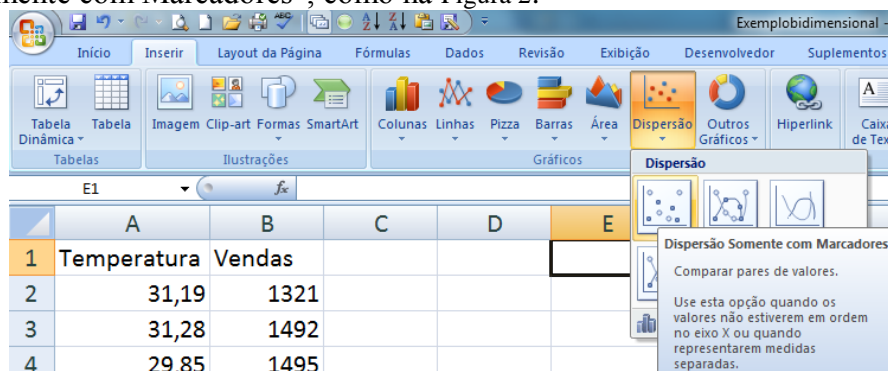 mente com Marcadores", como na Figura 2.
Exemplobidimensional -
Início Inserir Layout da Página Fórmulas Dados Revisão Exibição Desenvolvedor Suplementos
Tabela Dinâmica Tabela Imagem Clip-art Formas SmartArt Colunas Linhas Pizza Barras Área Dispersão Outros Gráficos Hiperlink Caixa de Tex
Tabelas Ilustrações Gráficos
Dispersão
E1 fx
A B C D E
Dispersão Somente com Marcadores
1 Temperatura Vendas
Comparar pares de valores.
2 31,19 1321
Use esta opção quando os
valores não estiverem em ordem
3 31,28 1492
no eixo X ou quando
representarem medidas
separadas.
4 29,85 1495